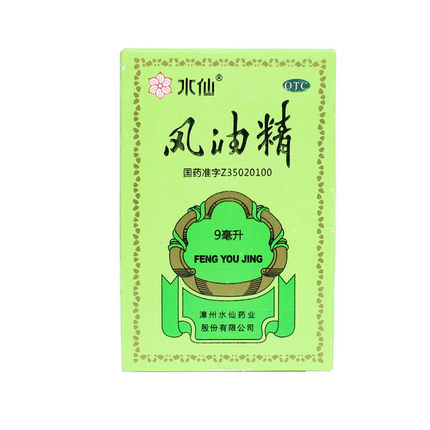 水仙®
OTC
风油精
国药准字Z35020100
9毫升
FENG YOU JING
漳州水仙药业
股份有限公司